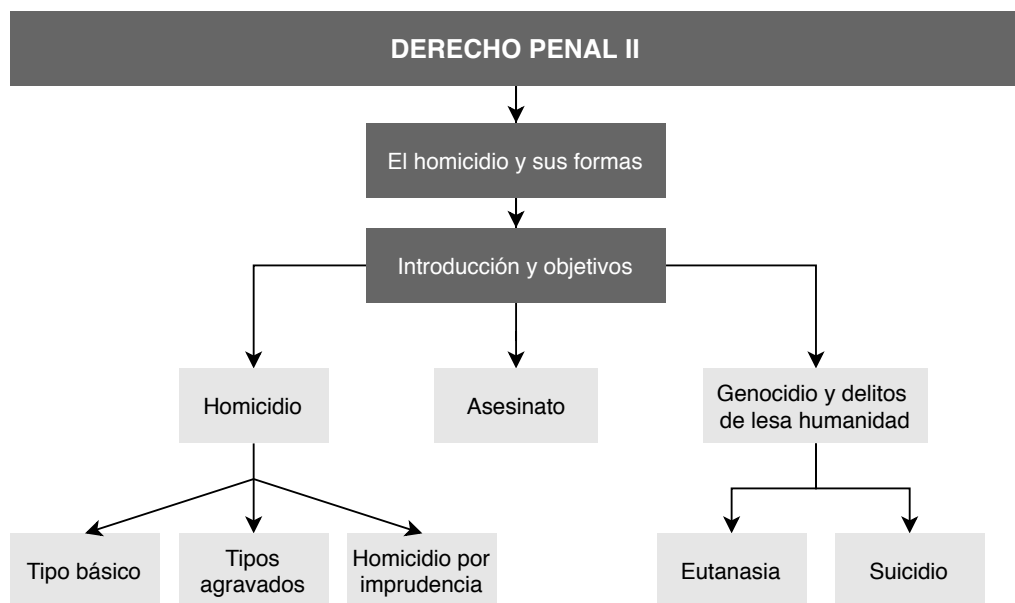 DERECHO PENAL II
El homicidio y sus formas
Introducción y objetivos
Homicidio
Asesinato
Genocidio y delitos
de lesa humanidad
Tipo básico
Tipos
agravados
Homicidio por
imprudencia
Eutanasia
Suicidio